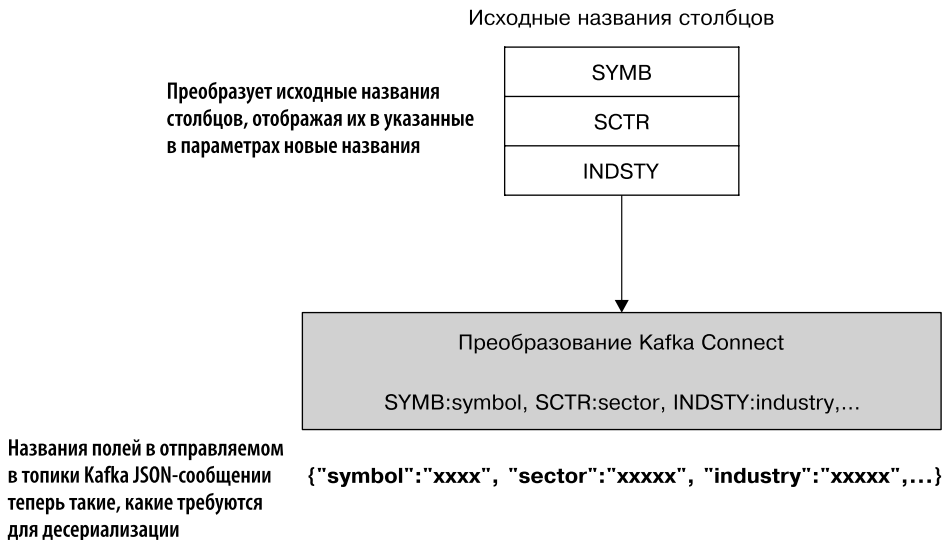 Исходные названия столбцов
SYMB
Преобразует исходные названия
столбцов, отображая их в указанные
в параметрах новые названия
SCTR
INDSTY
Преобразование Kafka Connect
SYMB:symbol, SCTR:sector, INDSTY:industry,...
Названия полей в отправляемом
в топики Kafka JSON-сообщении
теперь такие, какие требуются
для десериализации
{"symbol":"xxxx", "sector":"xxxxx", "industry":"xxxxx",...}